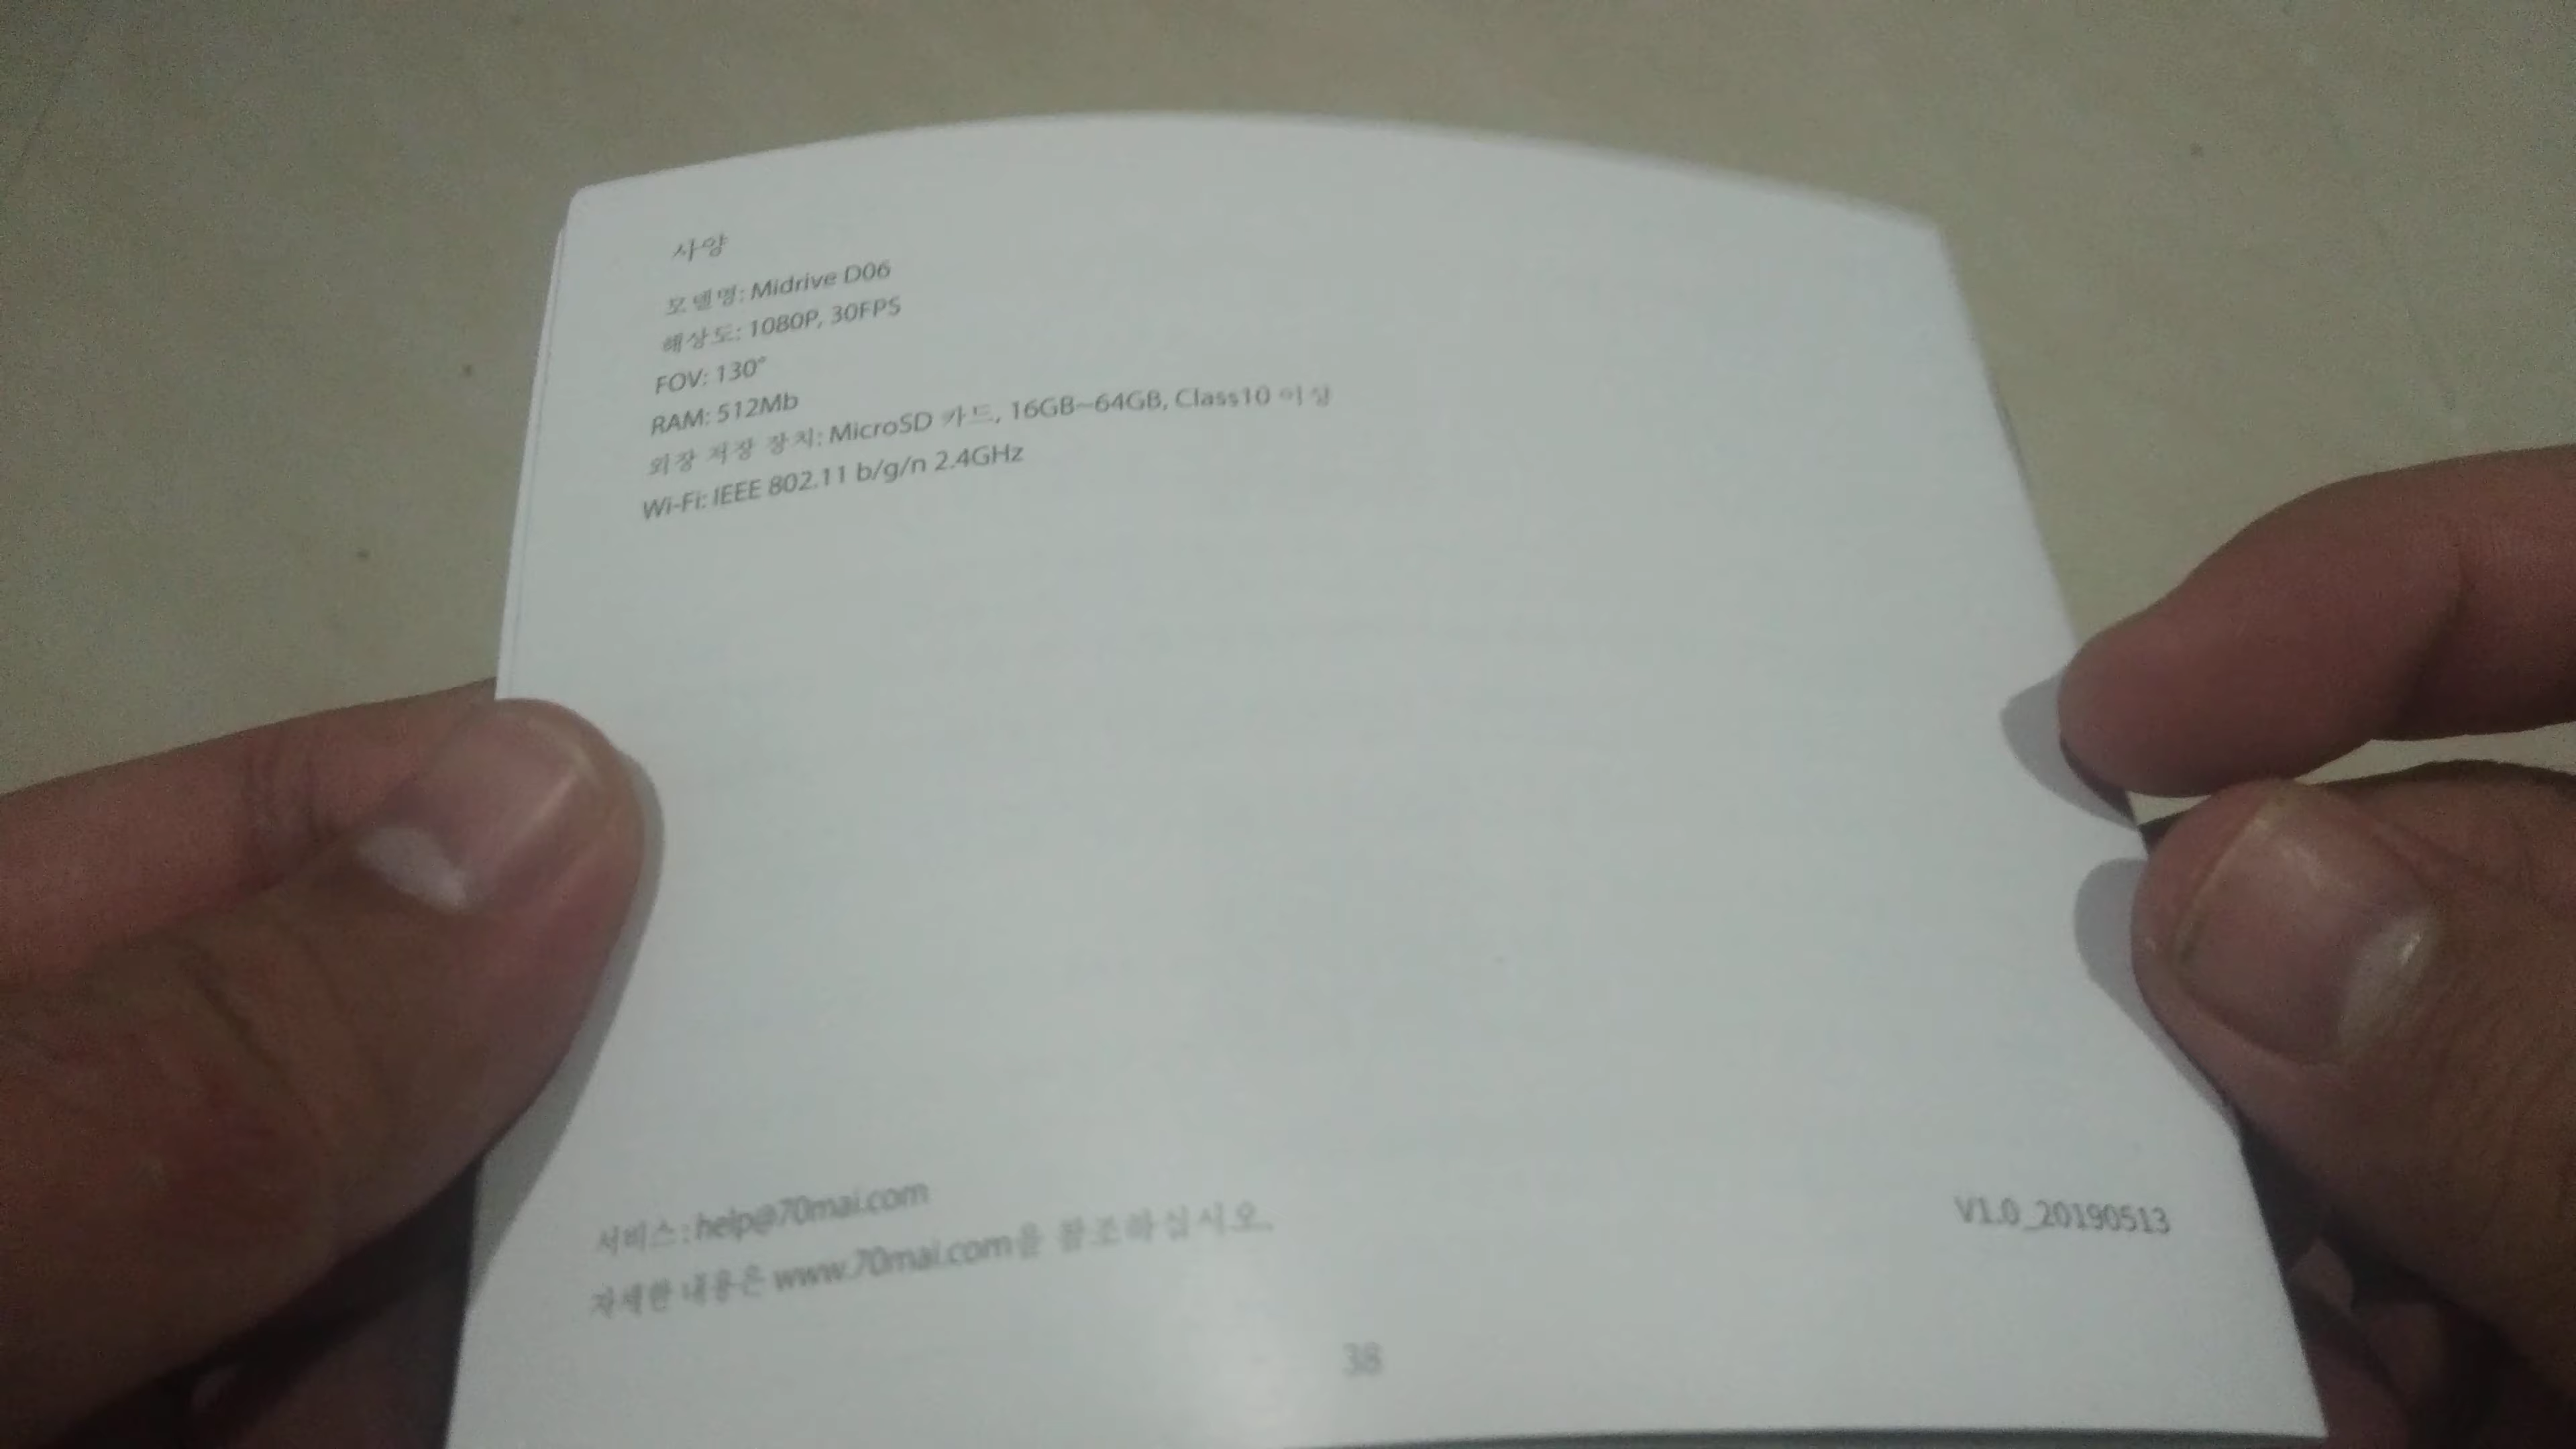 사양
모델명: Midrive D06
해상도: 1080P, 30FPS
FOV: 130°
RAM: 512Mb
외장 저장 장치: MicroSD 카드, 16GB~64GB, Class10 이상
Wi-Fi: IEEE 802.11 b/g/n 2.4GHz
서비스: help@70mai.com
자세한 내용은 www.70mai.com을 참조하십시오.
V1.0_20190513
38